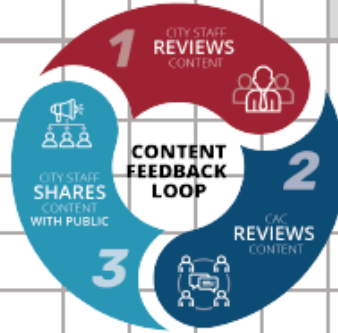 1
CITY STAFF
REVIEWS
CONTENT
CONTENT
FEEDBACK
LOOP
2
CAC
REVIEWS
CONTENT
CITY STAFF
SHARES
CONTENT
WITH PUBLIC
3